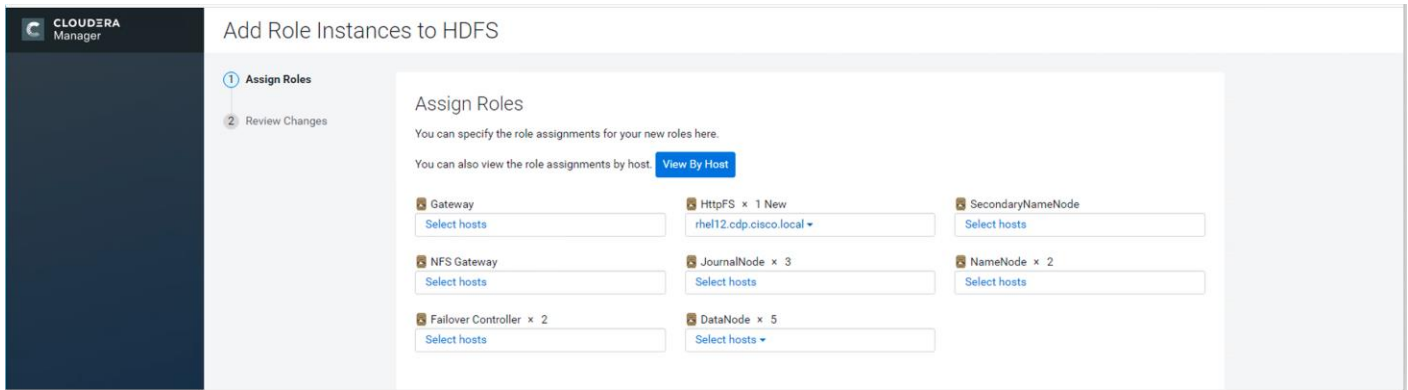 CLOUDERA
Manager
Add Role Instances to HDFS
1 Assign Roles
2 Review Changes
Assign Roles
You can specify the role assignments for your new roles here.
You can also view the role assignments by host. View By Host
Gateway
Select hosts
HttpFS × 1 New
rhel12.cdp.cisco.local
SecondaryNameNode
Select hosts
NFS Gateway
Select hosts
JournalNode × 3
Select hosts
NameNode × 2
Select hosts
Failover Controller × 2
Select hosts
DataNode × 5
Select hosts